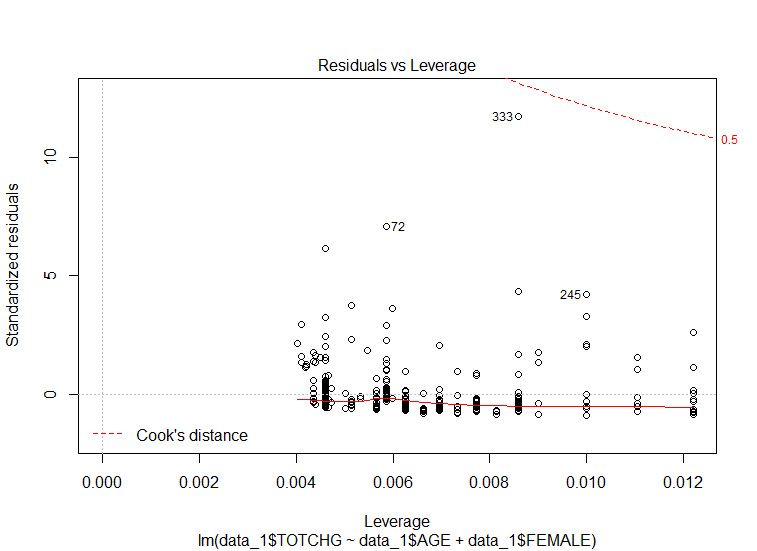 Residuals vs Leverage
Standardized residuals
10
5
0
333
72
245
0.5
Cook's distance
0.000 0.002 0.004 0.006 0.008 0.010 0.012
Leverage
lm(data_1$TOTCHG ~ data_1$AGE + data_1$FEMALE)